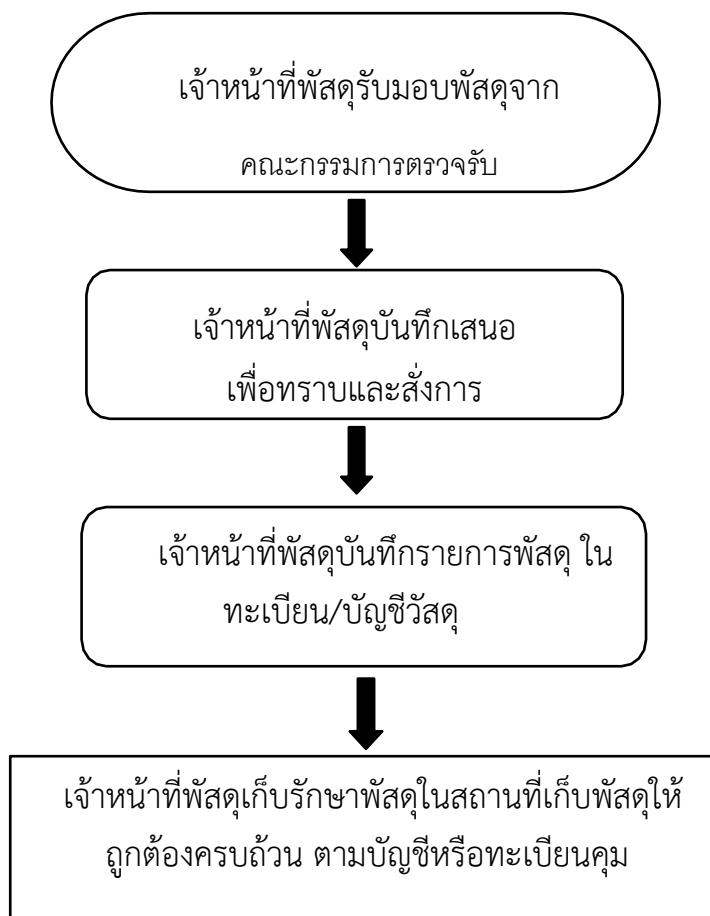 เจ้าหน้าที่พัสดุรับมอบพัสดุจาก
คณะกรรมการตรวจรับ
เจ้าหน้าที่พัสดุบันทึกเสนอ
เพื่อทราบและสั่งการ
เจ้าหน้าที่พัสดุบันทึกรายการพัสดุ ใน
ทะเบียน/บัญชีวัสดุ
เจ้าหน้าที่พัสดุเก็บรักษาพัสดุในสถานที่เก็บพัสดุให้
ถูกต้องครบถ้วน ตามบัญชีหรือทะเบียนคุม